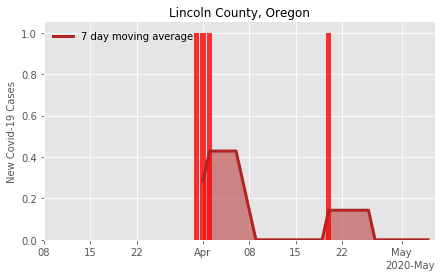 Lincoln County, Oregon
7 day moving average
New Covid-19 Cases
1.0
0.8
0.6
0.4
0.2
0.0
08 15 22 Apr 08 15 22 May
2020-May